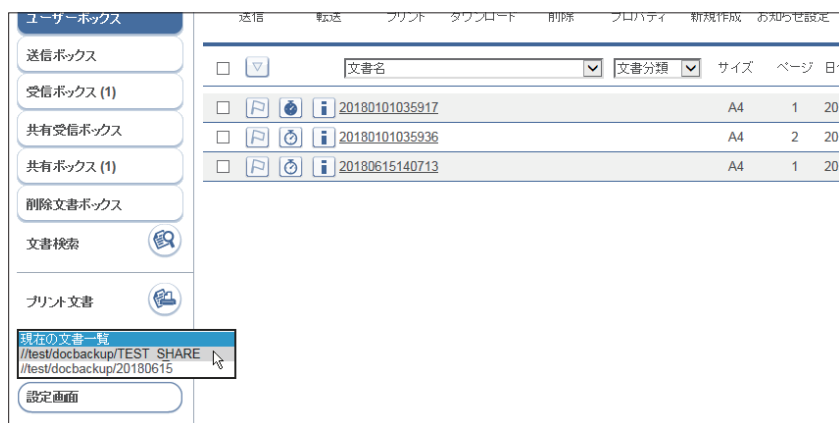 ユーザーボックス
送信 転送 プリント ダウンロード 削除 プロパティ 新規作成 お知らせ設定
送信ボックス
受信ボックス (1)
共有受信ボックス
共有ボックス (1)
削除文書ボックス
文書検索
プリント文書
現在の文書一覧
//test/docbackup/TEST_SHARE
//test/docbackup/20180615
設定画面
文書名 文書分類 サイズ ページ
20180101035917 A4 1 20
20180101035936 A4 2 20
20180615140713 A4 1 20